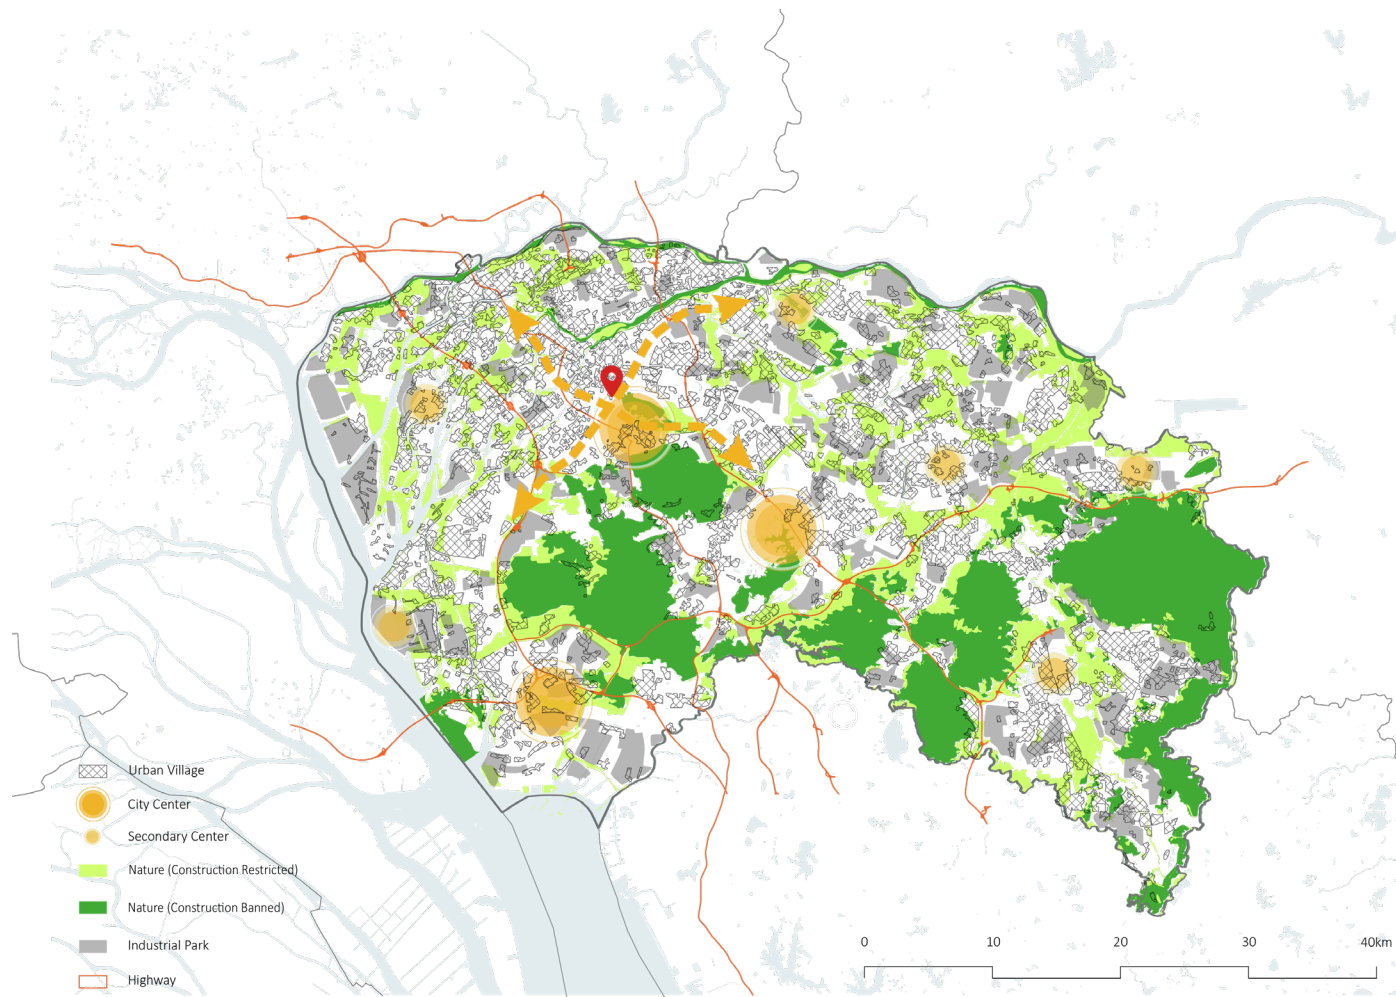 Urban Village
City Center
Secondary Center
Nature (Construction Restricted)
Nature (Construction Banned)
Industrial Park
Highway
0 10 20 30 40km